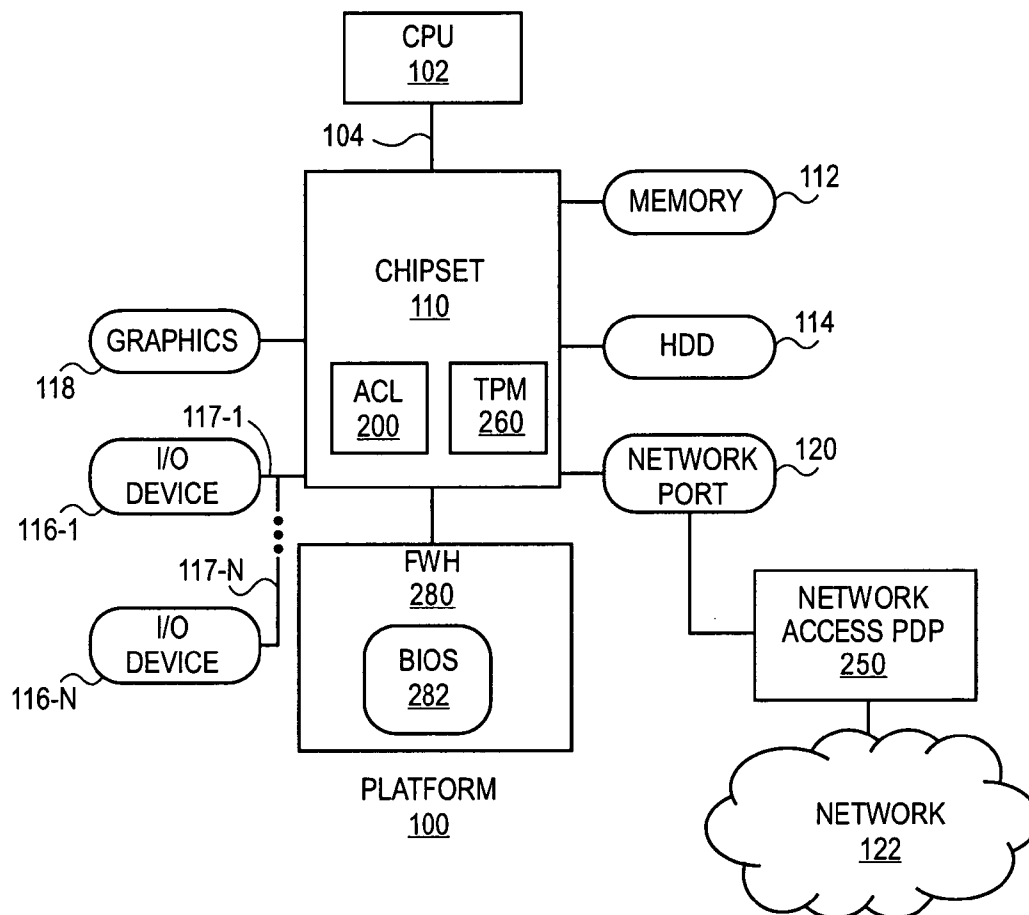 CPU
102
104
MEMORY
112
CHIPSET
110
GRAPHICS
118
HDD
114
ACL
200
TPM
260
117-1
I/O
DEVICE
116-1
NETWORK
PORT
120
FWH
280
117-N
I/O
DEVICE
116-N
BIOS
282
NETWORK
ACCESS PDP
250
PLATFORM
100
NETWORK
122